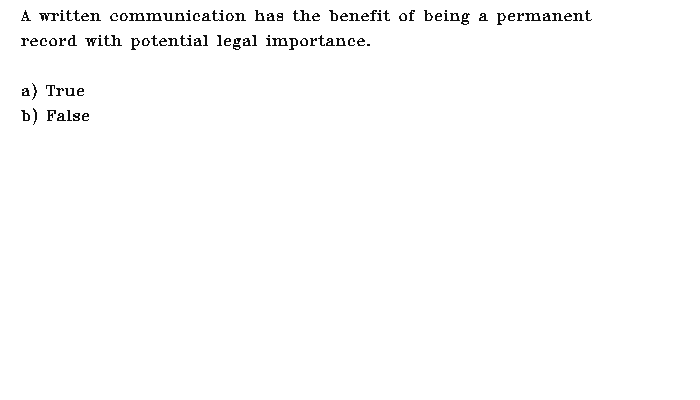 A written communication has the benefit of being a permanent
record with potential legal importance.
a) True
b) False